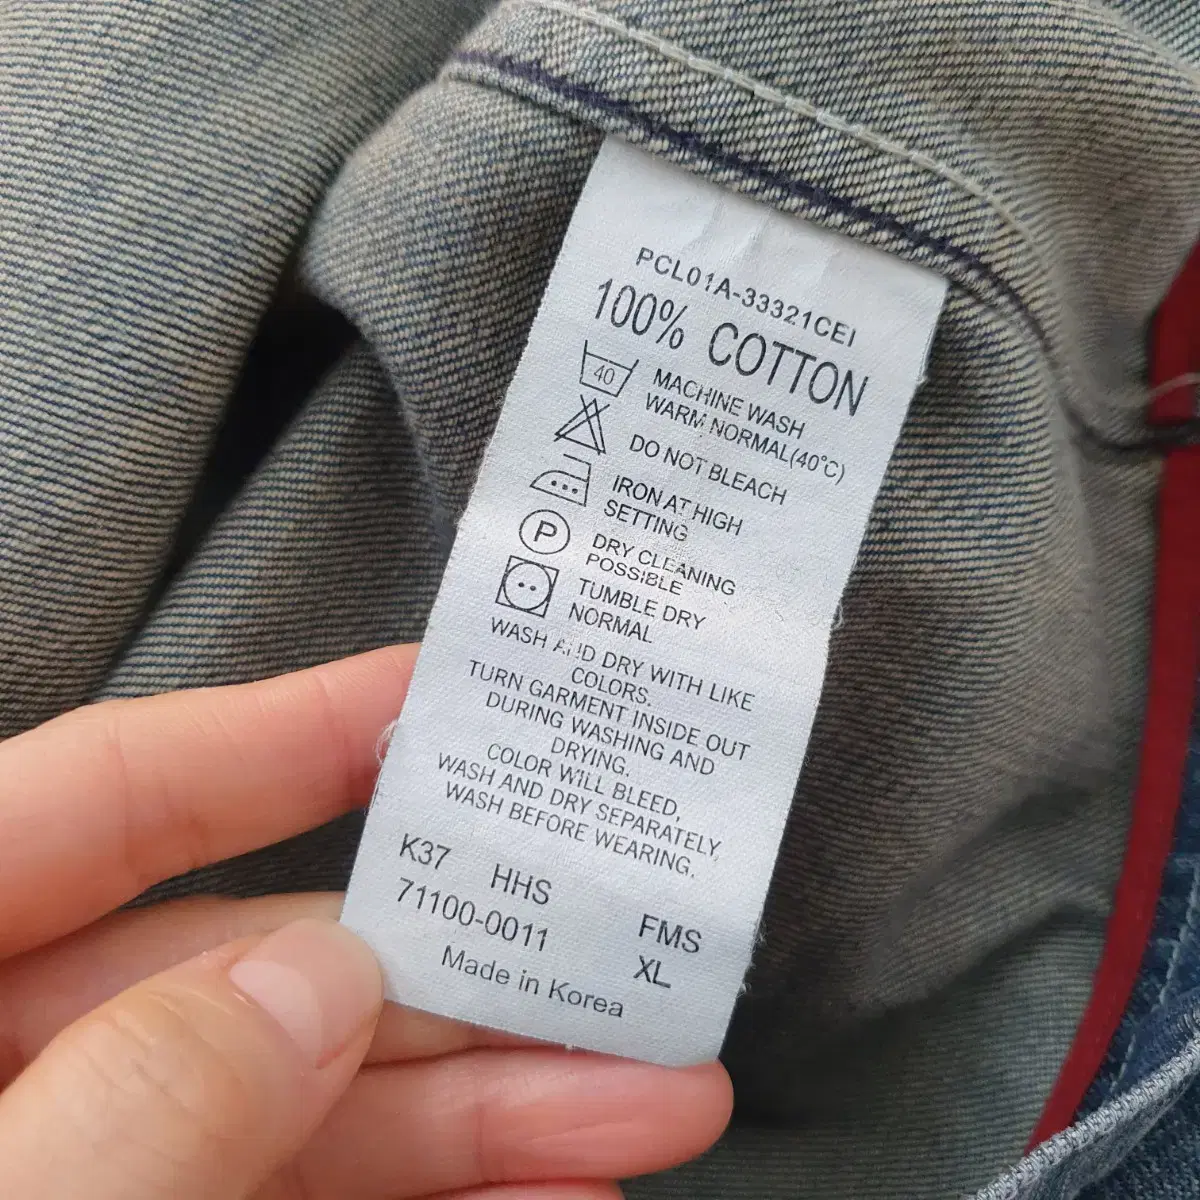 PCL01A-33321CEI
100% COTTON
40
MACHINE WASH
WARM NORMAL(40°C)
DO NOT BLEACH
IRON AT HIGH
SETTING
P
DRY CLEANING
POSSIBLE
TUMBLE DRY
NORMAL
WASH AND DRY WITH LIKE
COLORS.
TURN GARMENT INSIDE OUT
DURING WASHING AND
DRYING.
COLOR WILL BLEED,
WASH AND DRY SEPARATELY,
WASH BEFORE WEARING.
K37 HHS FMS
71100-0011 XL
Made in Korea